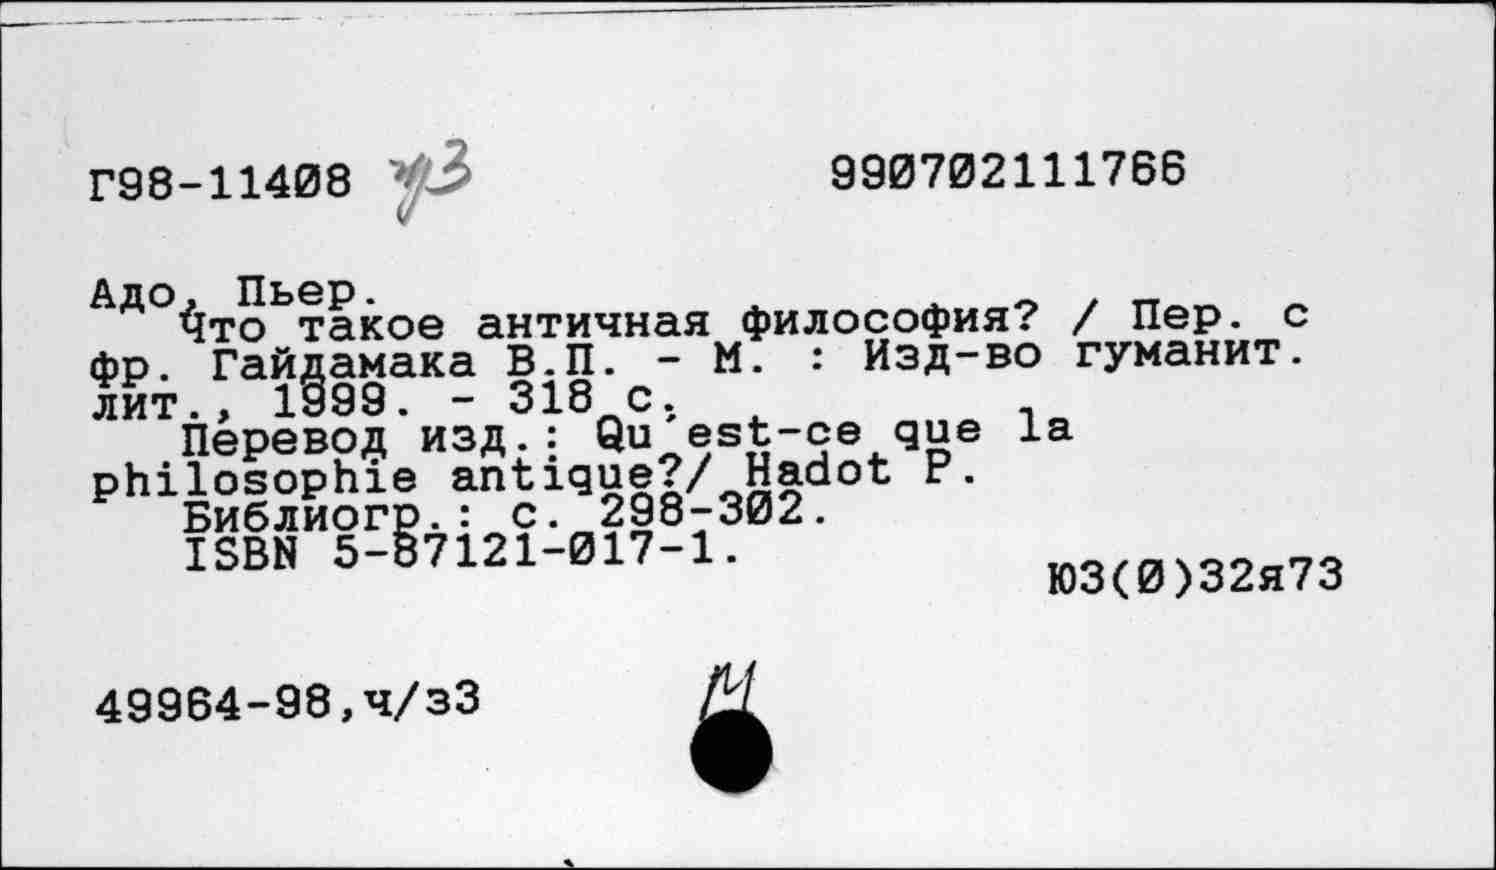 Г98-11408 ч/з 990702111766
Адо, Пьер.
Что такое античная философия? / Пер. с
фр. Гайдамака В.П. - М. : Изд-во гуманит.
лит., 1999. - 318 с.
Перевод изд.: Qu'est-ce que la
philosophie antique?/ Hadot P.
Библиогр.: с. 298-302.
ISBN 5-87121-017-1.
Ю3(0)32я73
49964-98,ч/з3
М